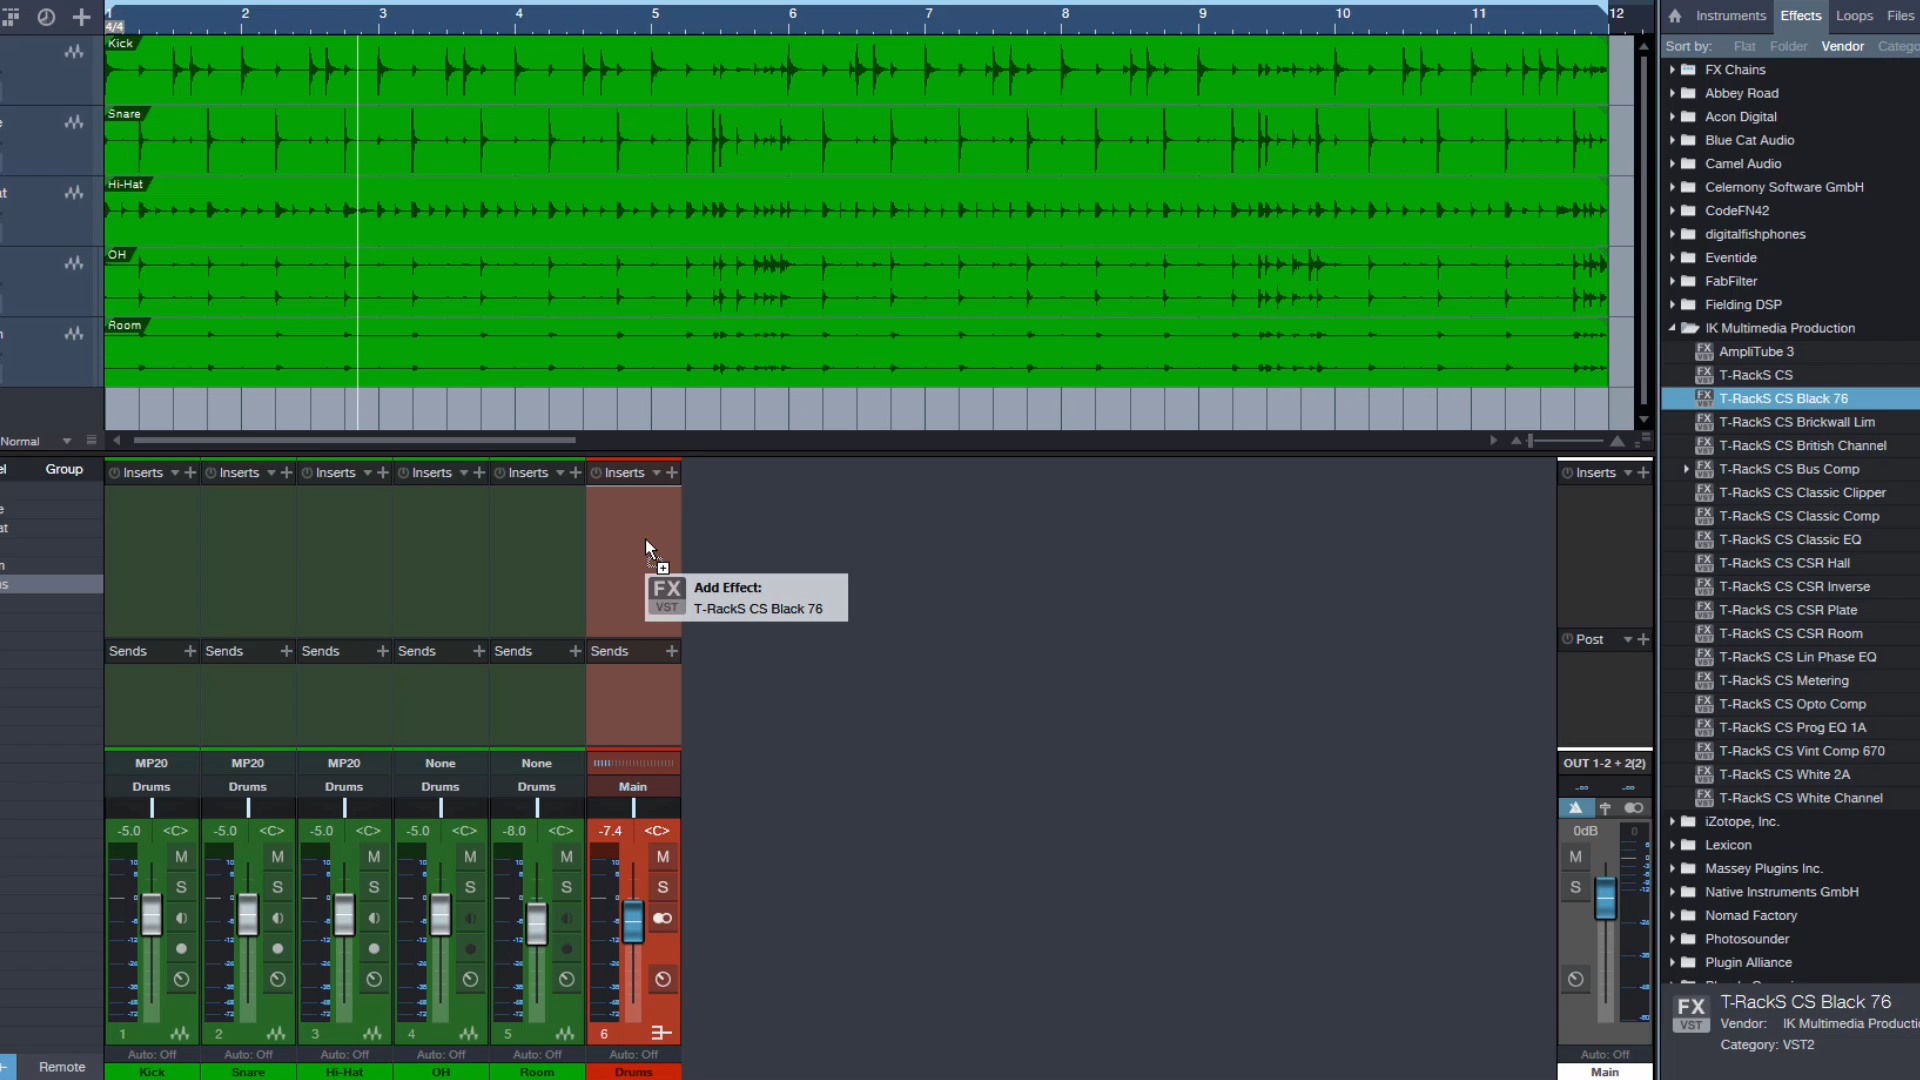 1 2 3 4 5 6 7 8 9 10 11 12
4/4
Kick
Snare
Hi-Hat
OH
Room
Normal
Group
Inserts Inserts Inserts Inserts Inserts Inserts
Add Effect:
FX VST T-RackS CS Black 76
Sends Sends Sends Sends Sends Sends
MP20 MP20 MP20 None None
Drums Drums Drums Drums Drums Main
-5.0 <C> -5.0 <C> -5.0 <C> -5.0 <C> -8.0 <C> -7.4 <C>
M M M M M M
S S S S S S
1 2 3 4 5 6
Auto: Off Auto: Off Auto: Off Auto: Off Auto: Off Auto: Off
Remote
Kick Snare Hi-Hat OH Room Drums
Inserts
Post
OUT 1-2 + 2(2)
-∞ -∞
0dB 0
M
S
Auto: Off
Main
Instruments Effects Loops Files
Sort by: Flat Folder Vendor Catego
FX Chains
Abbey Road
Acon Digital
Blue Cat Audio
Camel Audio
Celemony Software GmbH
CodeFN42
digitalfishphones
Eventide
FabFilter
Fielding DSP
IK Multimedia Production
AmpliTube 3
T-RackS CS
T-RackS CS Black 76
T-RackS CS Brickwall Lim
T-RackS CS British Channel
T-RackS CS Bus Comp
T-RackS CS Classic Clipper
T-RackS CS Classic Comp
T-RackS CS Classic EQ
T-RackS CS CSR Hall
T-RackS CS CSR Inverse
T-RackS CS CSR Plate
T-RackS CS CSR Room
T-RackS CS Lin Phase EQ
T-RackS CS Metering
T-RackS CS Opto Comp
T-RackS CS Prog EQ 1A
T-RackS CS Vint Comp 670
T-RackS CS White 2A
T-RackS CS White Channel
iZotope, Inc.
Lexicon
Massey Plugins Inc.
Native Instruments GmbH
Nomad Factory
Photosounder
Plugin Alliance
FX VST
T-RackS CS Black 76
Vendor: IK Multimedia Producti
Category: VST2